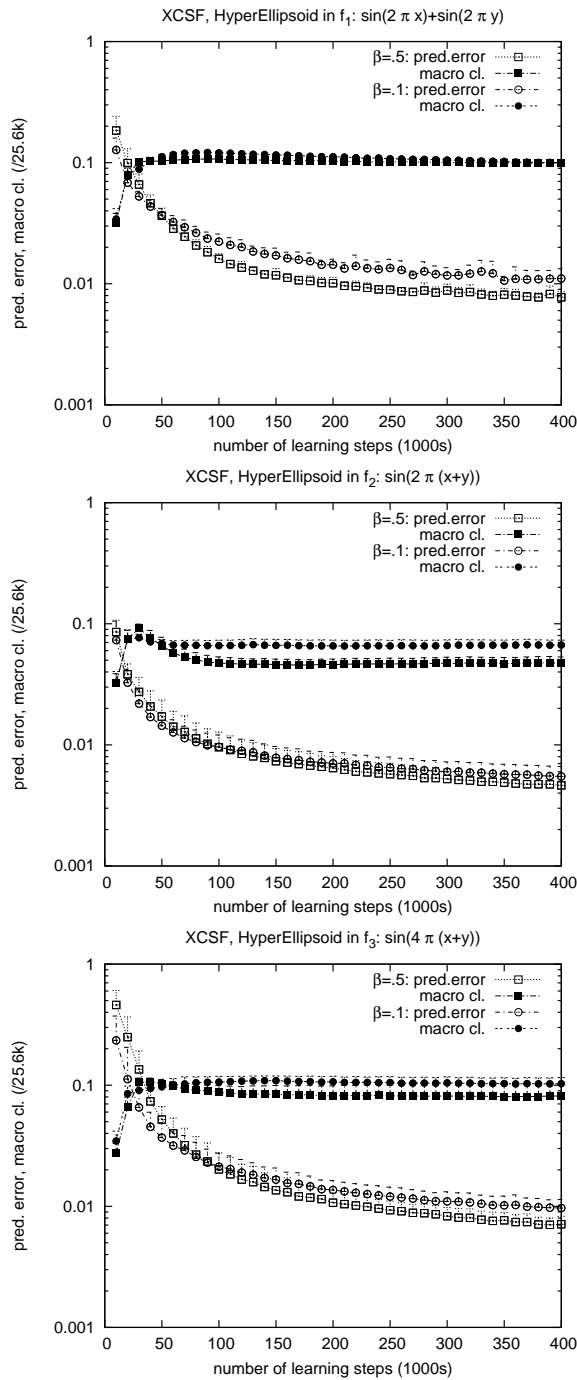 XCSF, HyperEllipsoid in f1: sin(2 π x)+sin(2 π y)
pred. error, macro cl. (/25.6k)
1
0.1
0.01
0.001
β=.5: pred.error
macro cl.
β=.1: pred.error
macro cl.
0 50 100 150 200 250 300 350 400
number of learning steps (1000s)
XCSF, HyperEllipsoid in f2: sin(2 π (x+y))
pred. error, macro cl. (/25.6k)
1
0.1
0.01
0.001
β=.5: pred.error
macro cl.
β=.1: pred.error
macro cl.
0 50 100 150 200 250 300 350 400
number of learning steps (1000s)
XCSF, HyperEllipsoid in f3: sin(4 π (x+y))
pred. error, macro cl. (/25.6k)
1
0.1
0.01
0.001
β=.5: pred.error
macro cl.
β=.1: pred.error
macro cl.
0 50 100 150 200 250 300 350 400
number of learning steps (1000s)